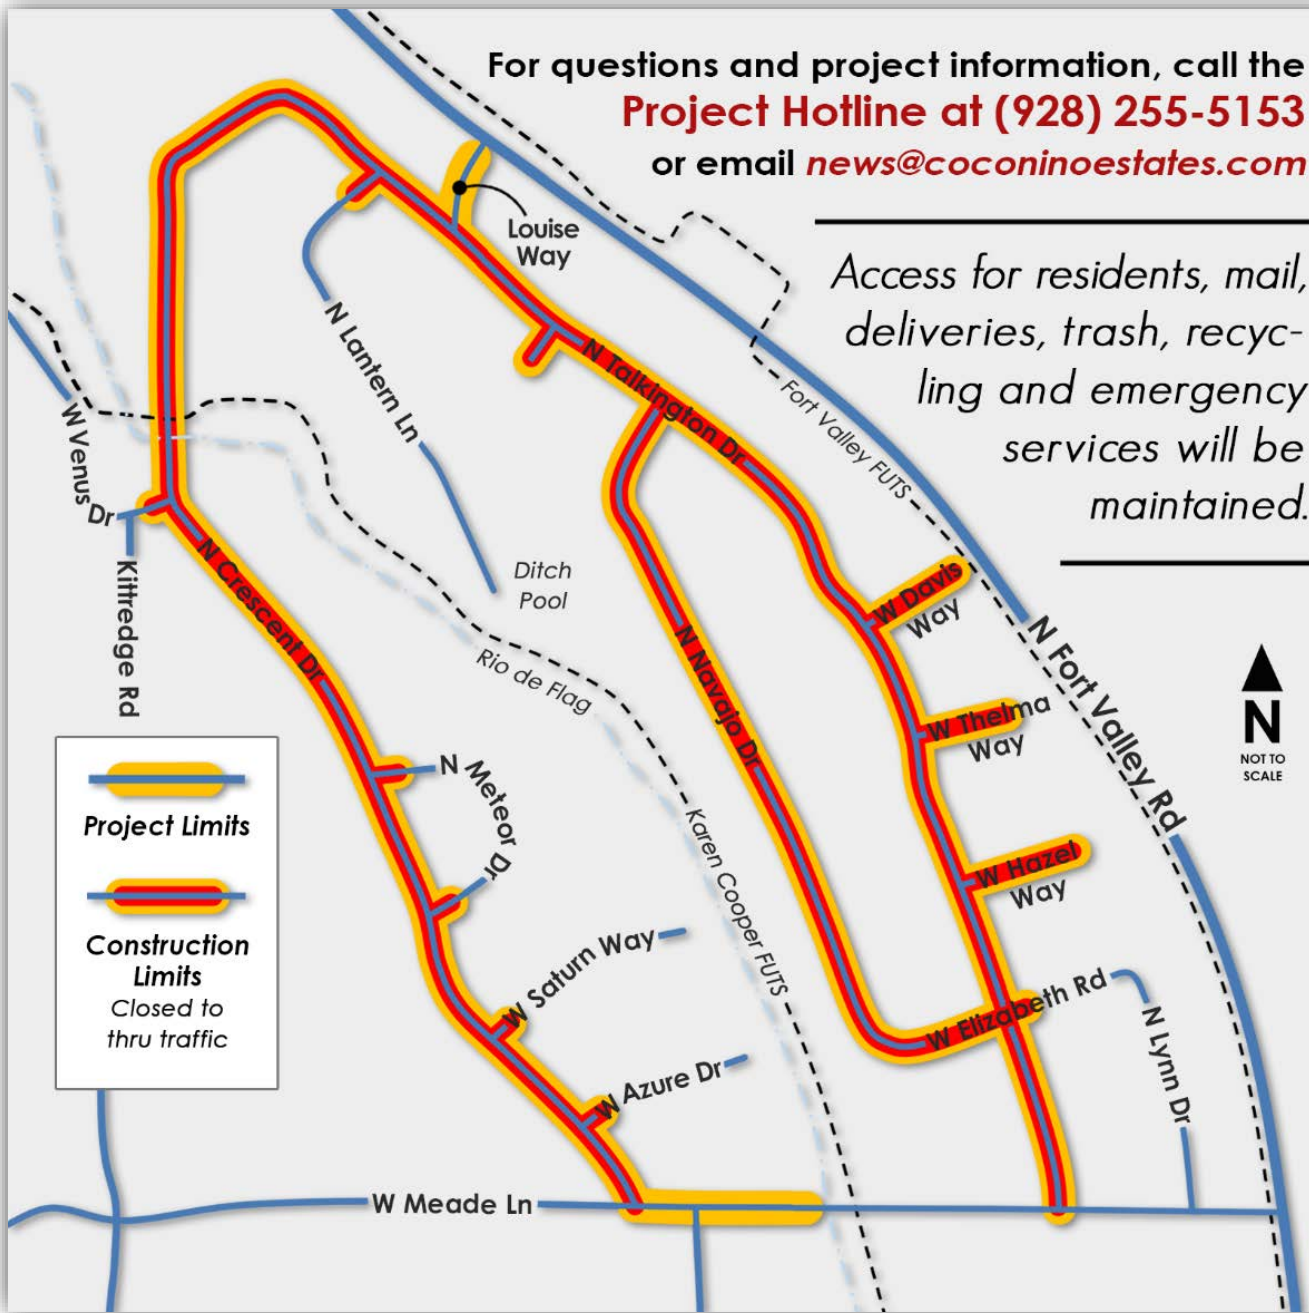 For questions and project information, call the
Project Hotline at (928) 255-5153
or email news@coconinoestates.com
Access for residents, mail,
deliveries, trash, recyc-
ling and emergency
services will be
maintained.
Louise
Way
N Lantern Ln
N Talkington Dr
Fort Valley FUTS
W Venus Dr
Kittredge Rd
N Crescent Dr
Ditch
Pool
Rio de Flag
N Navajo Dr
W Davis
Way
W Thelma
Way
W Hazel
Way
N Fort Valley Rd
N
NOT TO
SCALE
N Meteor Dr
Karen Cooper FUTS
W Saturn Way
W Azure Dr
W Elizabeth Rd
N Lynn Dr
W Meade Ln
Project Limits
Construction
Limits
Closed to
thru traffic